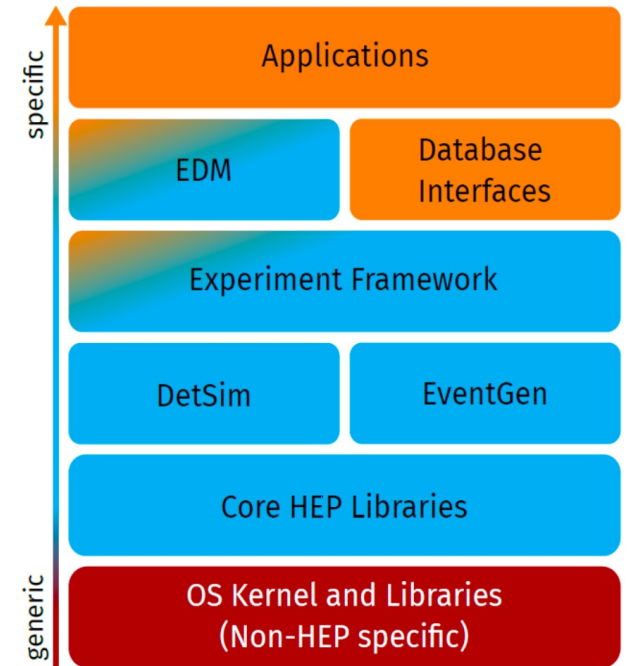 specific
Applications
EDM
Database
Interfaces
Experiment Framework
DetSim
EventGen
Core HEP Libraries
generic
OS Kernel and Libraries
(Non-HEP specific)